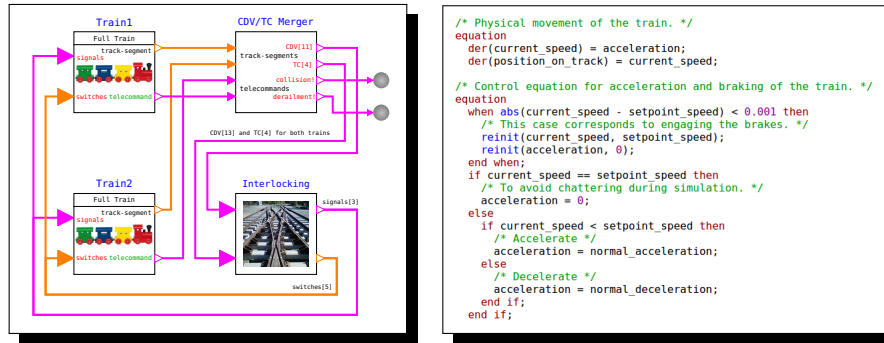 Train1
Full Train
track-segment
signals
switches telecommand
CDV/TC Merger
CDV[11]
track-segments
TC[4]
collision!
telecommands
derailment!
CDV[13] and TC[4] for both trains
Train2
Full Train
track-segment
signals
switches telecommand
Interlocking
signals[3]
switches[5]
/* Physical movement of the train. */
equation
der(current_speed) = acceleration;
der(position_on_track) = current_speed;
/* Control equation for acceleration and braking of the train. */
equation
when abs(current_speed - setpoint_speed) < 0.001 then
/* This case corresponds to engaging the brakes. */
reinit(current_speed, setpoint_speed);
reinit(acceleration, 0);
end when;
if current_speed == setpoint_speed then
/* To avoid chattering during simulation. */
acceleration = 0;
else
if current_speed < setpoint_speed then
/* Accelerate */
acceleration = normal_acceleration;
else
/* Decelerate */
acceleration = normal_deceleration;
end if;
end if;